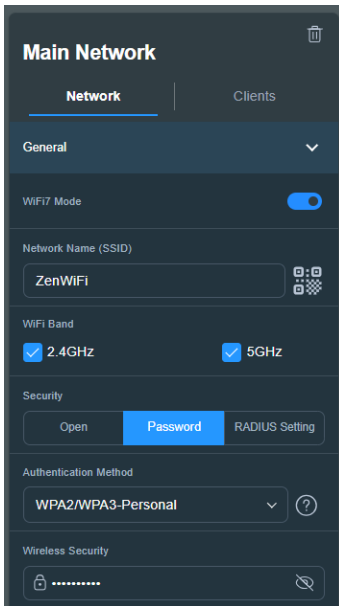 Main Network
Network
Clients
General
WiFi7 Mode
Network Name (SSID)
ZenWiFi
WiFi Band
2.4GHz
5GHz
Security
Open
Password
RADIUS Setting
Authentication Method
WPA2/WPA3-Personal
?
Wireless Security
••••••••••